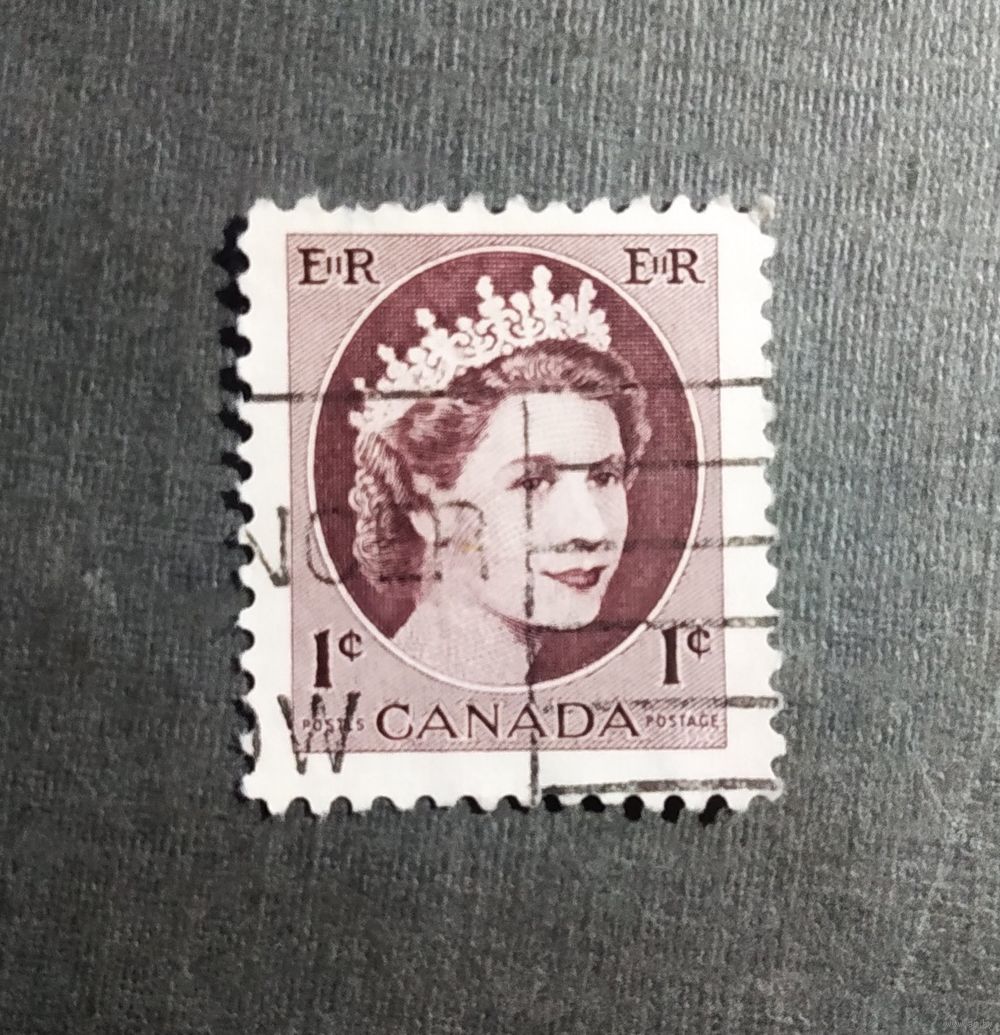 EIIR EIIR
1¢ 1¢
POSTES CANADA POSTAGE